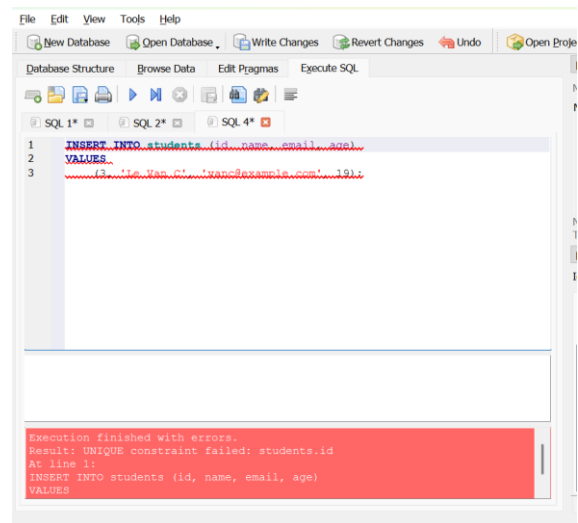 File Edit View Tools Help
New Database Open Database Write Changes Revert Changes Undo Open Proje
Database Structure Browse Data Edit Pragmas Execute SQL
SQL 1* SQL 2* SQL 4*
1 INSERT INTO students (id, name, email, age)
2 VALUES
3 (3, 'Le Van C', 'vanc@example.com', 19);
Execution finished with errors.
Result: UNIQUE constraint failed: students.id
At line 1:
INSERT INTO students (id, name, email, age)
VALUES